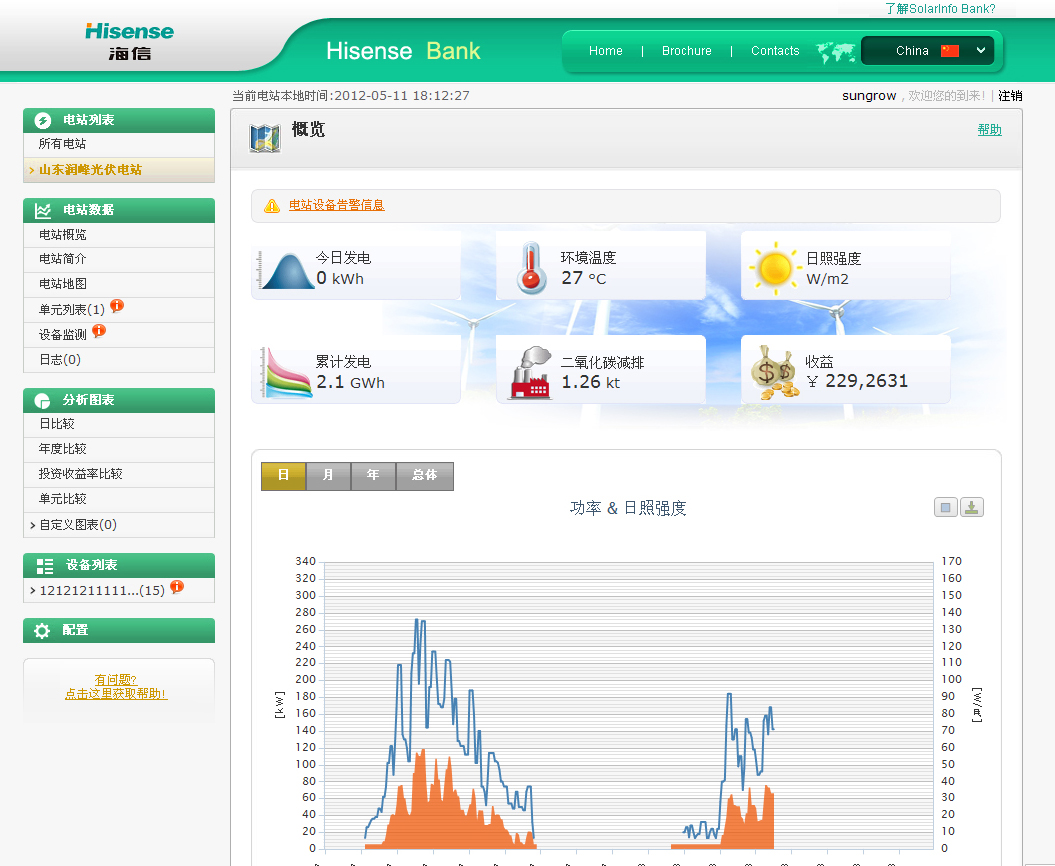 了解SolarInfo Bank?
Hisense
海信
Hisense Bank
Home | Brochure | Contacts
China
当前电站本地时间:2012-05-11 18:12:27
sungrow , 欢迎您的到来! | 注销
电站列表
所有电站
山东润峰光伏电站
电站数据
电站概览
电站简介
电站地图
单元列表(1)
设备监测
日志(0)
分析图表
日比较
年度比较
投资收益率比较
单元比较
自定义图表(0)
设备列表
12121211111...(15)
配置
有问题?
点击这里获取帮助!
概览
帮助
电站设备告警信息
今日发电
0 kWh
环境温度
27 °C
日照强度
W/m2
累计发电
2.1 GWh
二氧化碳减排
1.26 kt
收益
¥ 229,2631
日 月 年 总体
功率 & 日照强度
340 170
320 160
300 150
280 140
260 130
240 120
220 110
200 100
180 90
160 80
140 70
120 60
100 50
80 40
60 30
40 20
20 10
0 0
[kW]
[W/㎡]